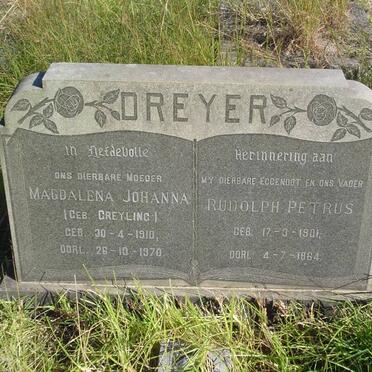 DREYER
In Liefdevolle
ONS DIERBARE MOEDER
MAGDALENA JOHANNA
(GEB. GREYLING)
GEB. 30-4-1910,
OORL. 26-10-1970.
Herinnering aan
MY DIERBARE EGGENOOT EN ONS VADER
RUDOLPH PETRUS
GEB. 17-3-1901,
OORL. 4-7-1964.